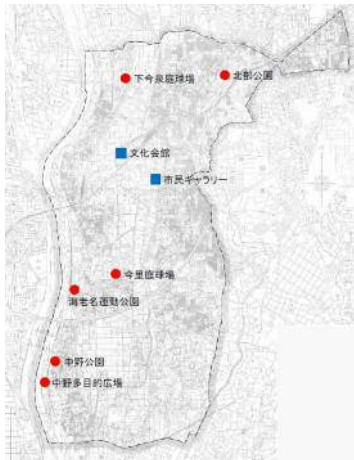 下今泉庭球場
北部公園
文化会館
市民ギャラリー
今里庭球場
海老名運動公園
中野公園
中野多目的広場